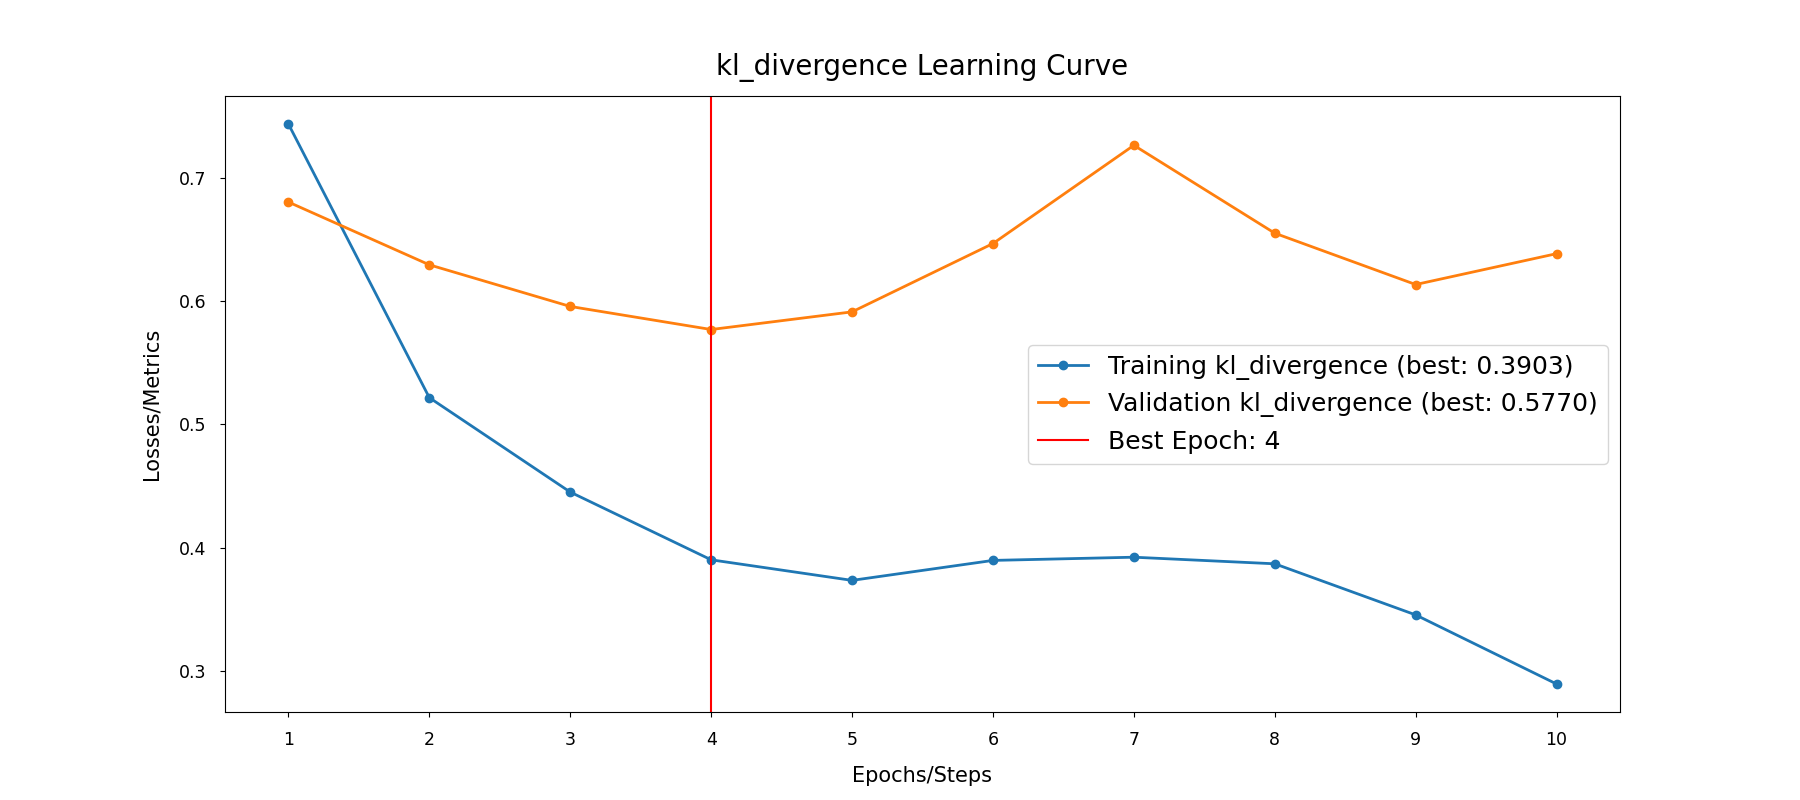 kl_divergence Learning Curve
Losses/Metrics
0.7
0.6
0.5
0.4
0.3
Training kl_divergence (best: 0.3903)
Validation kl_divergence (best: 0.5770)
Best Epoch: 4
1 2 3 4 5 6 7 8 9 10
Epochs/Steps